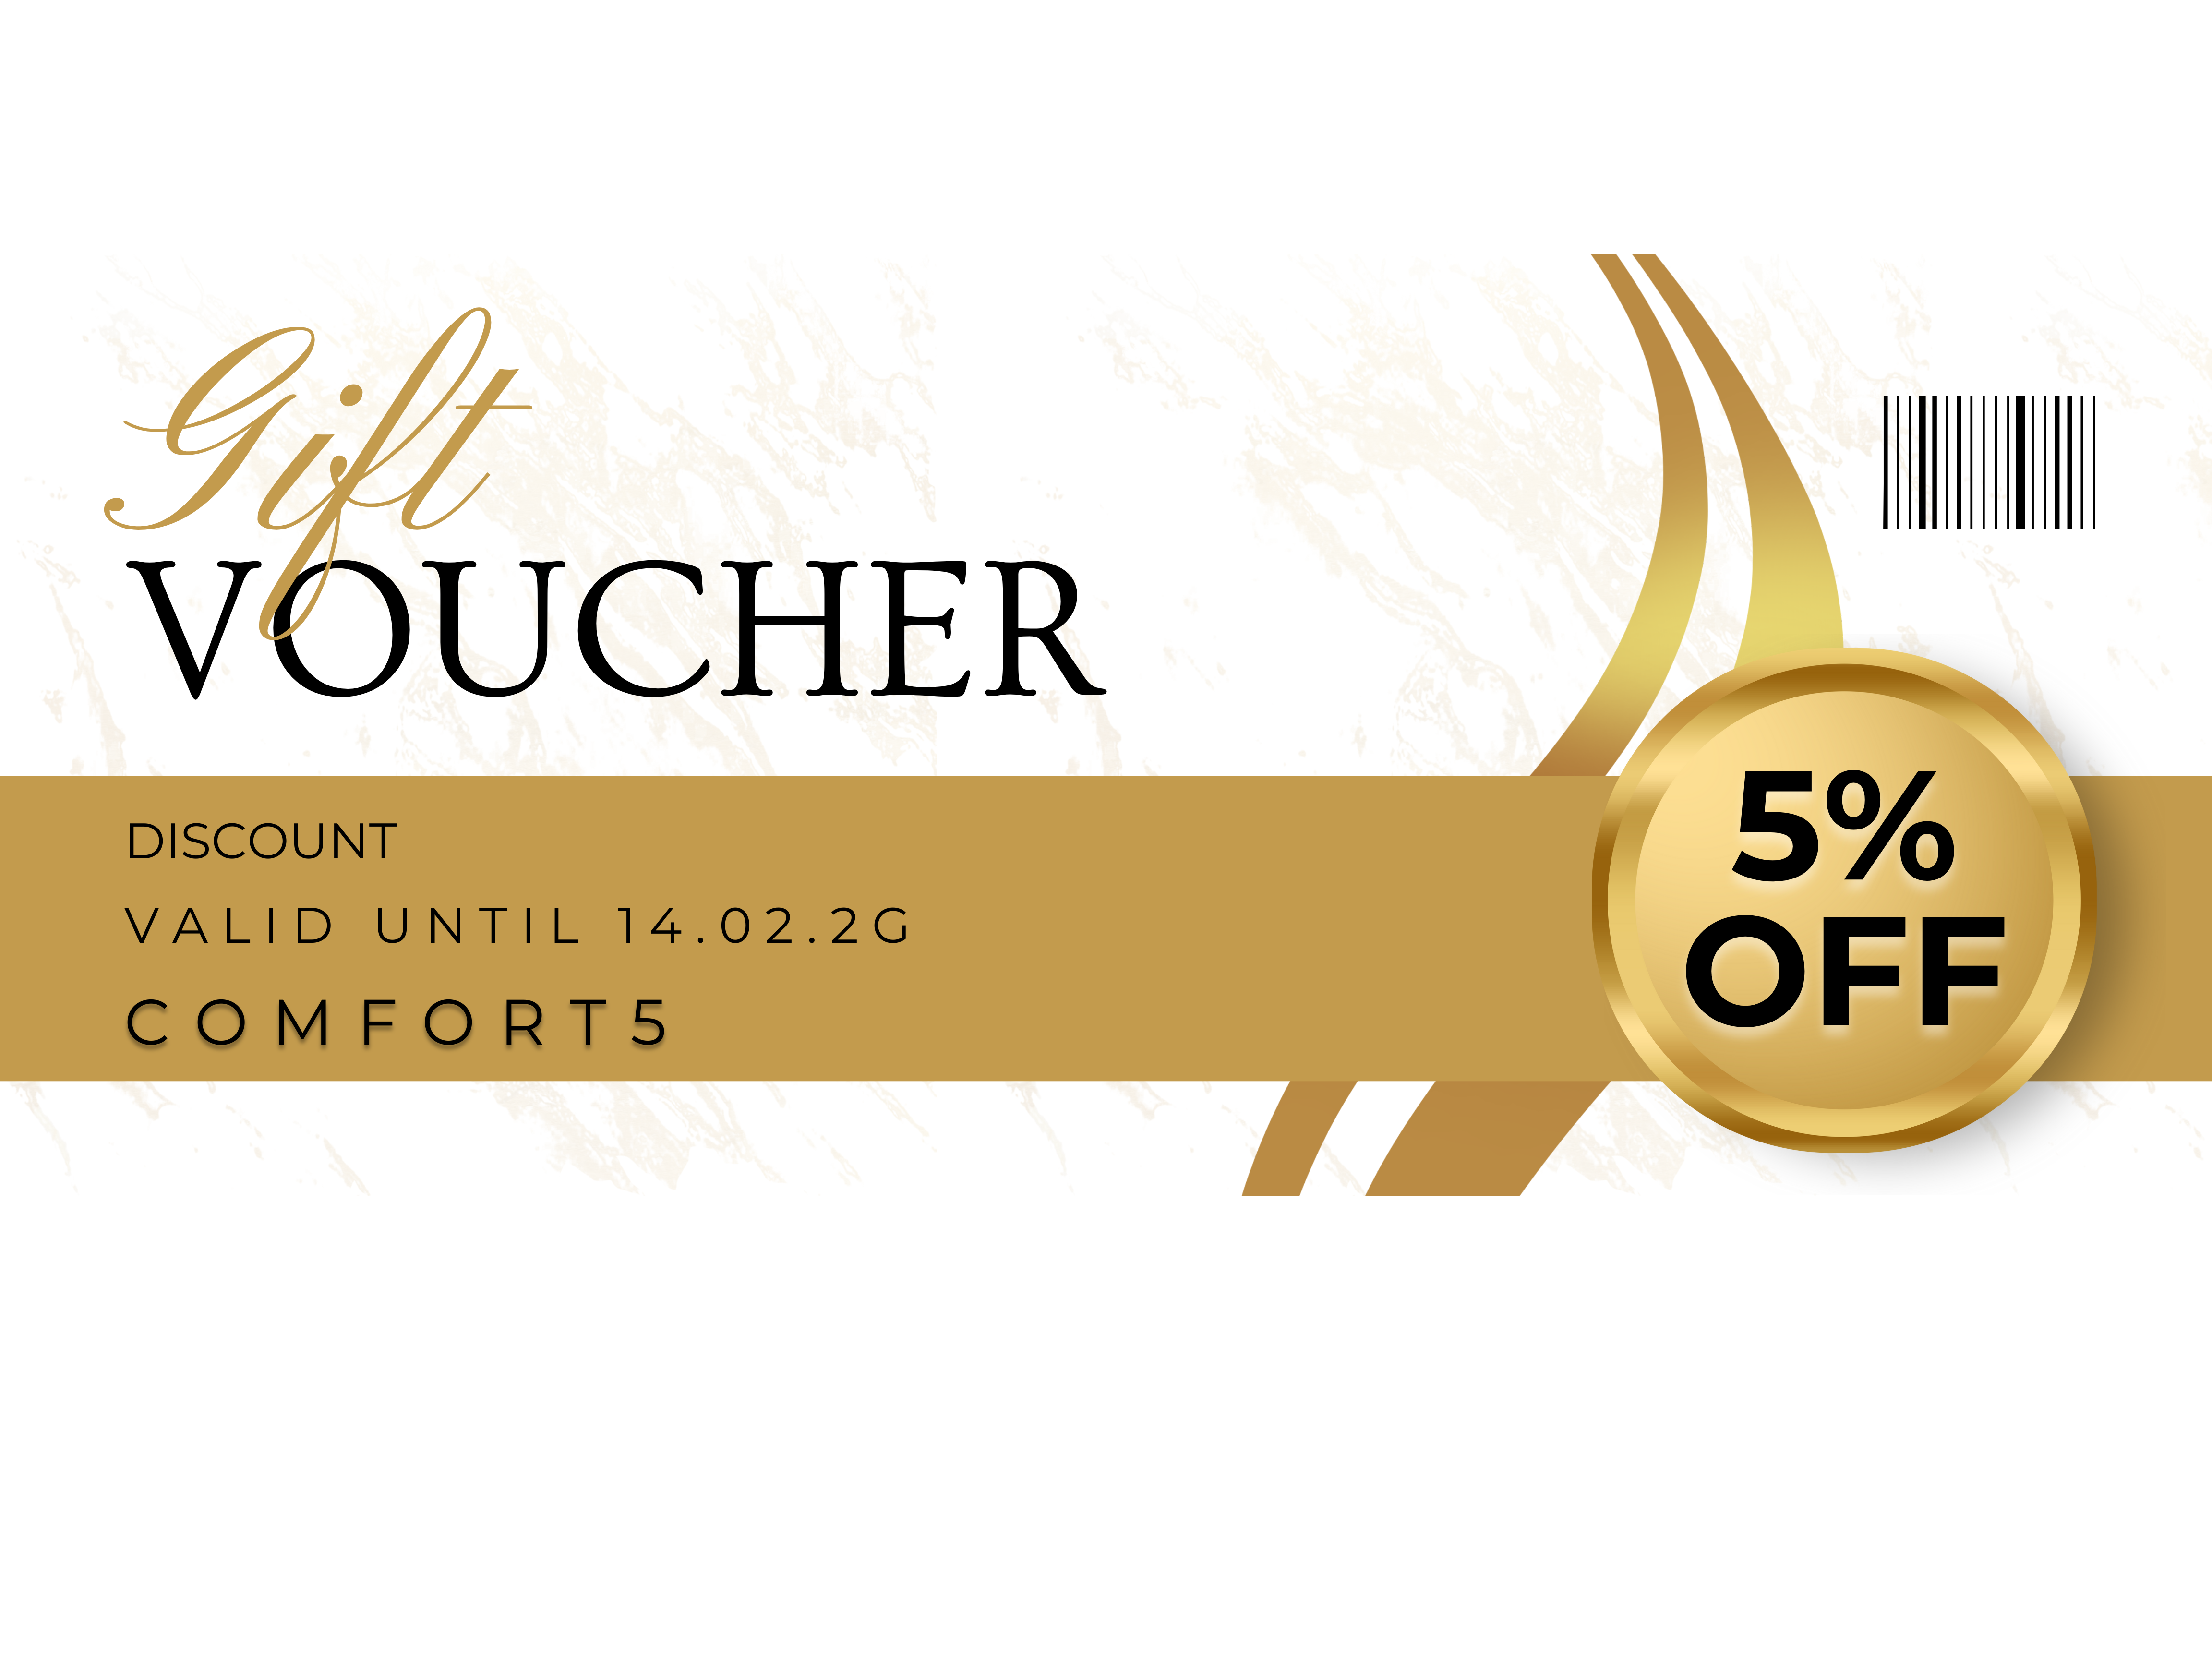 Gift
VOUCHER
DISCOUNT
VALID UNTIL 14.02.2G
COMFORT5
5%
OFF